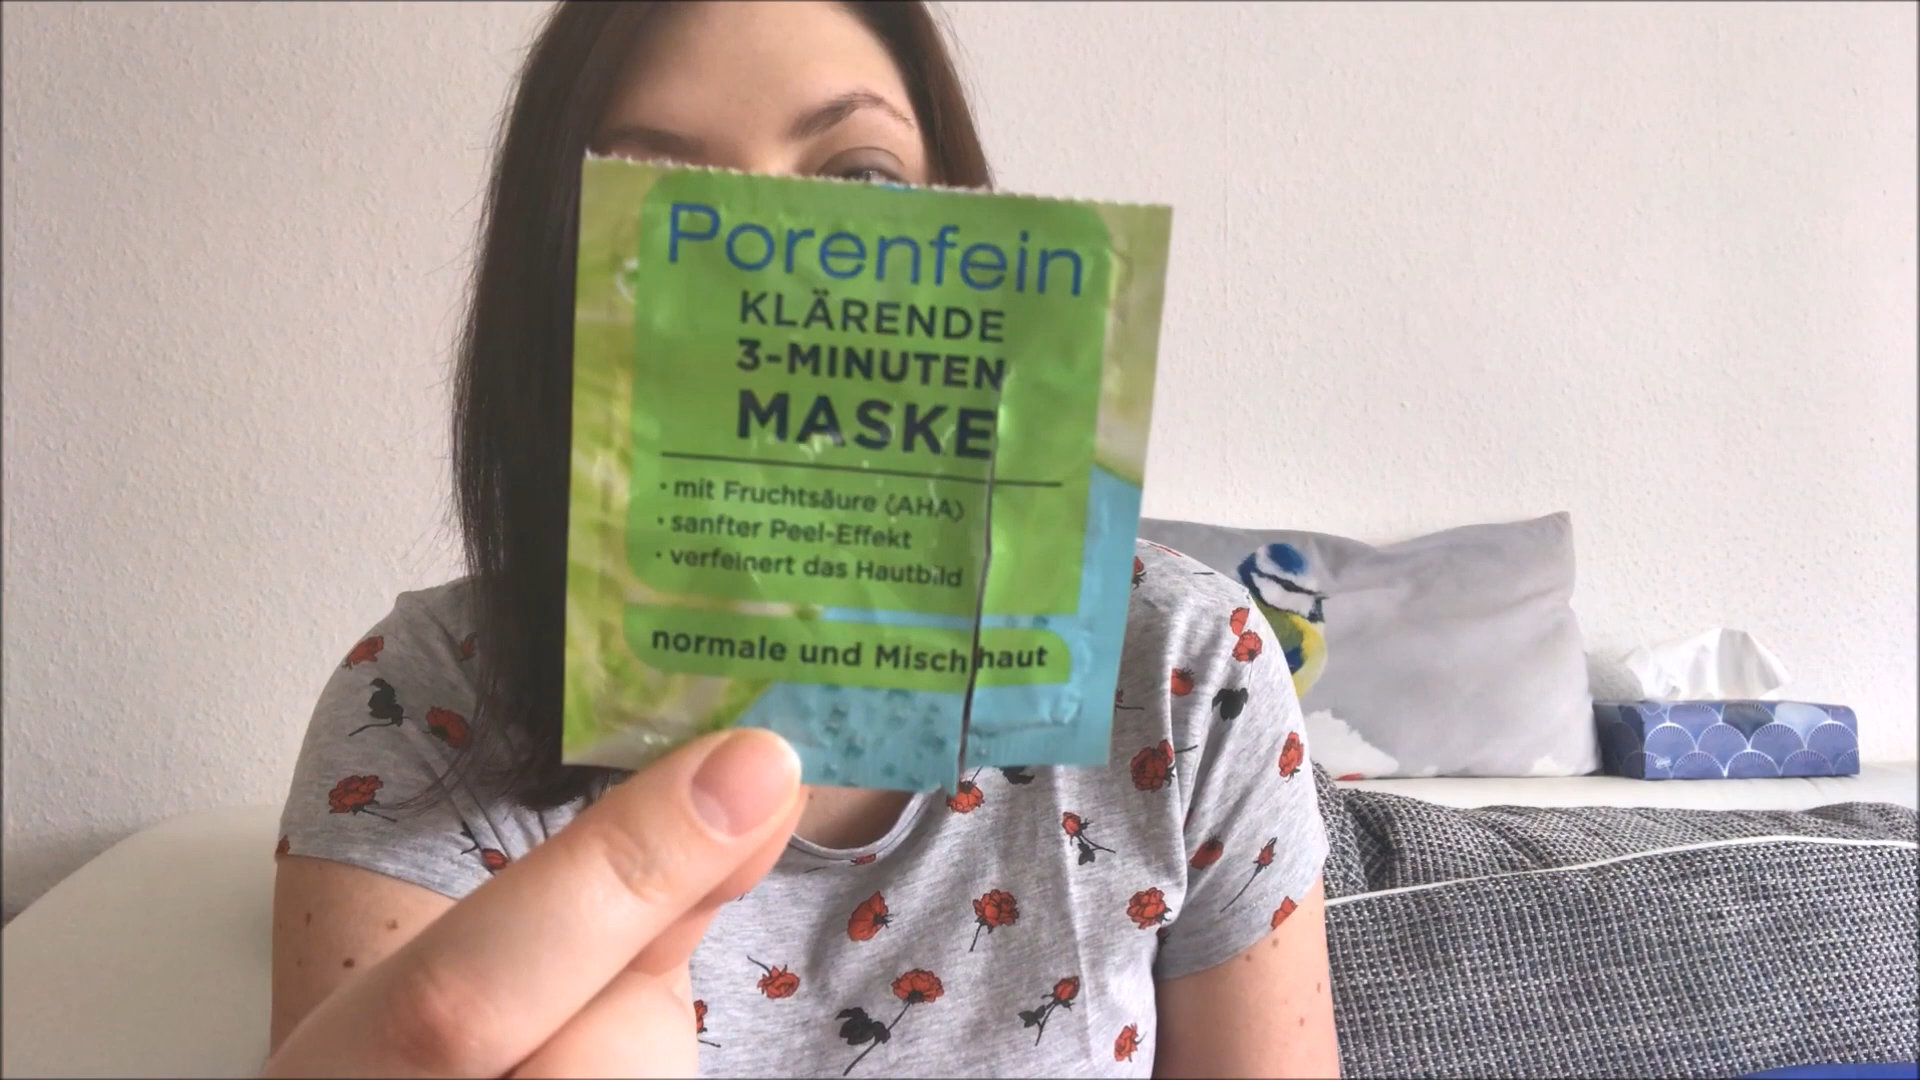 Porenfein
KLÄRENDE
3-MINUTEN
MASKE
• mit Fruchtsäure (AHA)
• sanfter Peel-Effekt
• verfeinert das Hautbild
normale und Mischhaut